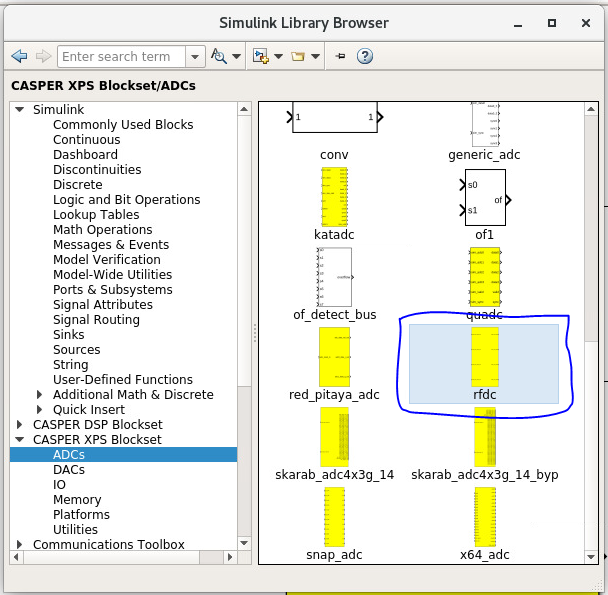 Simulink Library Browser
Enter search term
CASPER XPS Blockset/ADCs
Simulink
Commonly Used Blocks
Continuous
Dashboard
Discontinuities
Discrete
Logic and Bit Operations
Lookup Tables
Math Operations
Messages & Events
Model Verification
Model-Wide Utilities
Ports & Subsystems
Signal Attributes
Signal Routing
Sinks
Sources
String
User-Defined Functions
Additional Math & Discrete
Quick Insert
CASPER DSP Blockset
CASPER XPS Blockset
ADCs
DACs
IO
Memory
Platforms
Utilities
Communications Toolbox
1 1
conv
generic_adc
katadc
s0
s1
of
of1
of_detect_bus
quadc
red_pitaya_adc
rfdc
skarab_adc4x3g_14
skarab_adc4x3g_14_byp
snap_adc
x64_adc